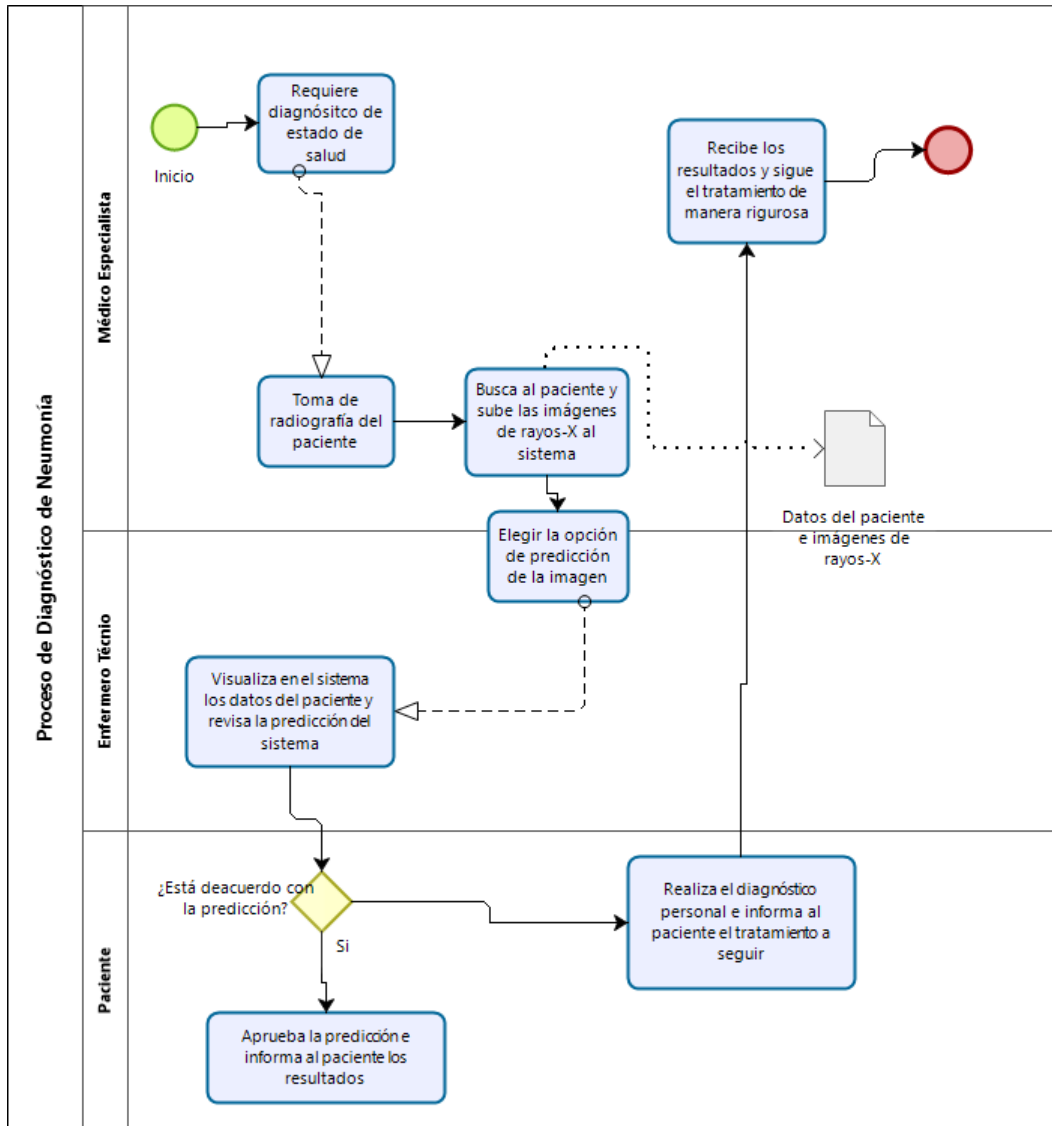 Proceso de Diagnóstico de Neumonía
Médico Especialista
Inicio
Requiere
diagnósitco de
estado de
salud
Recibe los
resultados y sigue
el tratamiento de
manera rigurosa
Toma de
radiografía del
paciente
Busca al paciente y
sube las imágenes
de rayos-X al
sistema
Datos del paciente
e imágenes de
rayos-X
Enfermero Técnio
Elegir la opción
de predicción
de la imagen
Visualiza en el sistema
los datos del paciente y
revisa la predicción del
sistema
Paciente
¿Está deacuerdo con
la predicción?
Si
Realiza el diagnóstico
personal e informa al
paciente el tratamiento a
seguir
Aprueba la predicción e
informa al paciente los
resultados